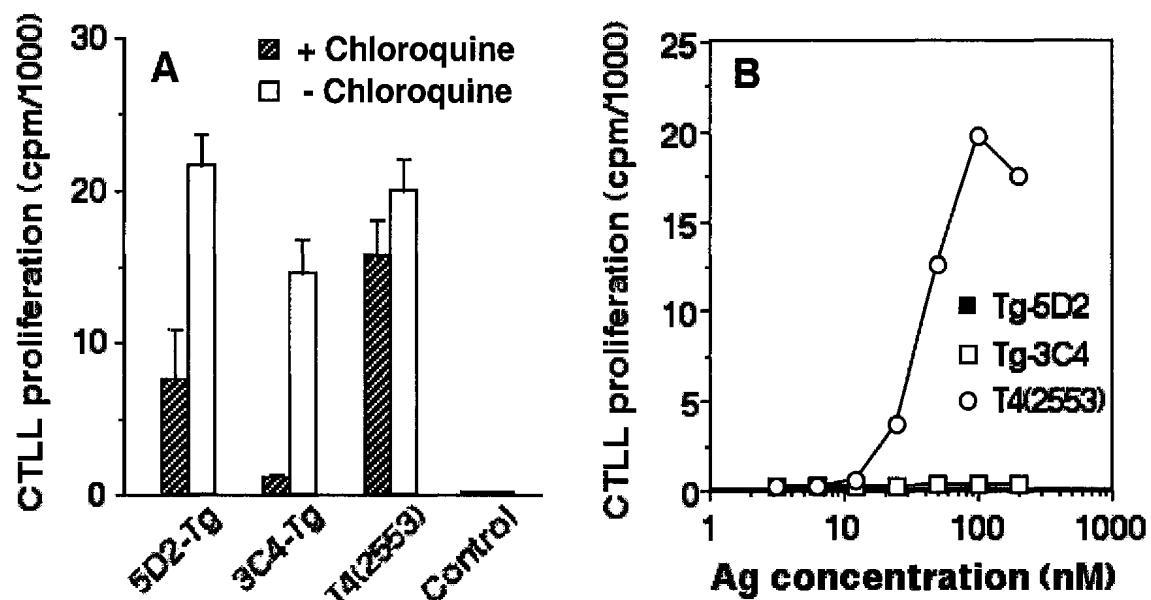 A
+ Chloroquine
- Chloroquine
CTLL proliferation (cpm/1000)
30
20
10
0
5D2-Tg
3C4-Tg
T4(2553)
Control
B
CTLL proliferation (cpm/1000)
25
20
15
10
5
0
Tg-5D2
Tg-3C4
T4(2553)
1
10
100
1000
Ag concentration (nM)